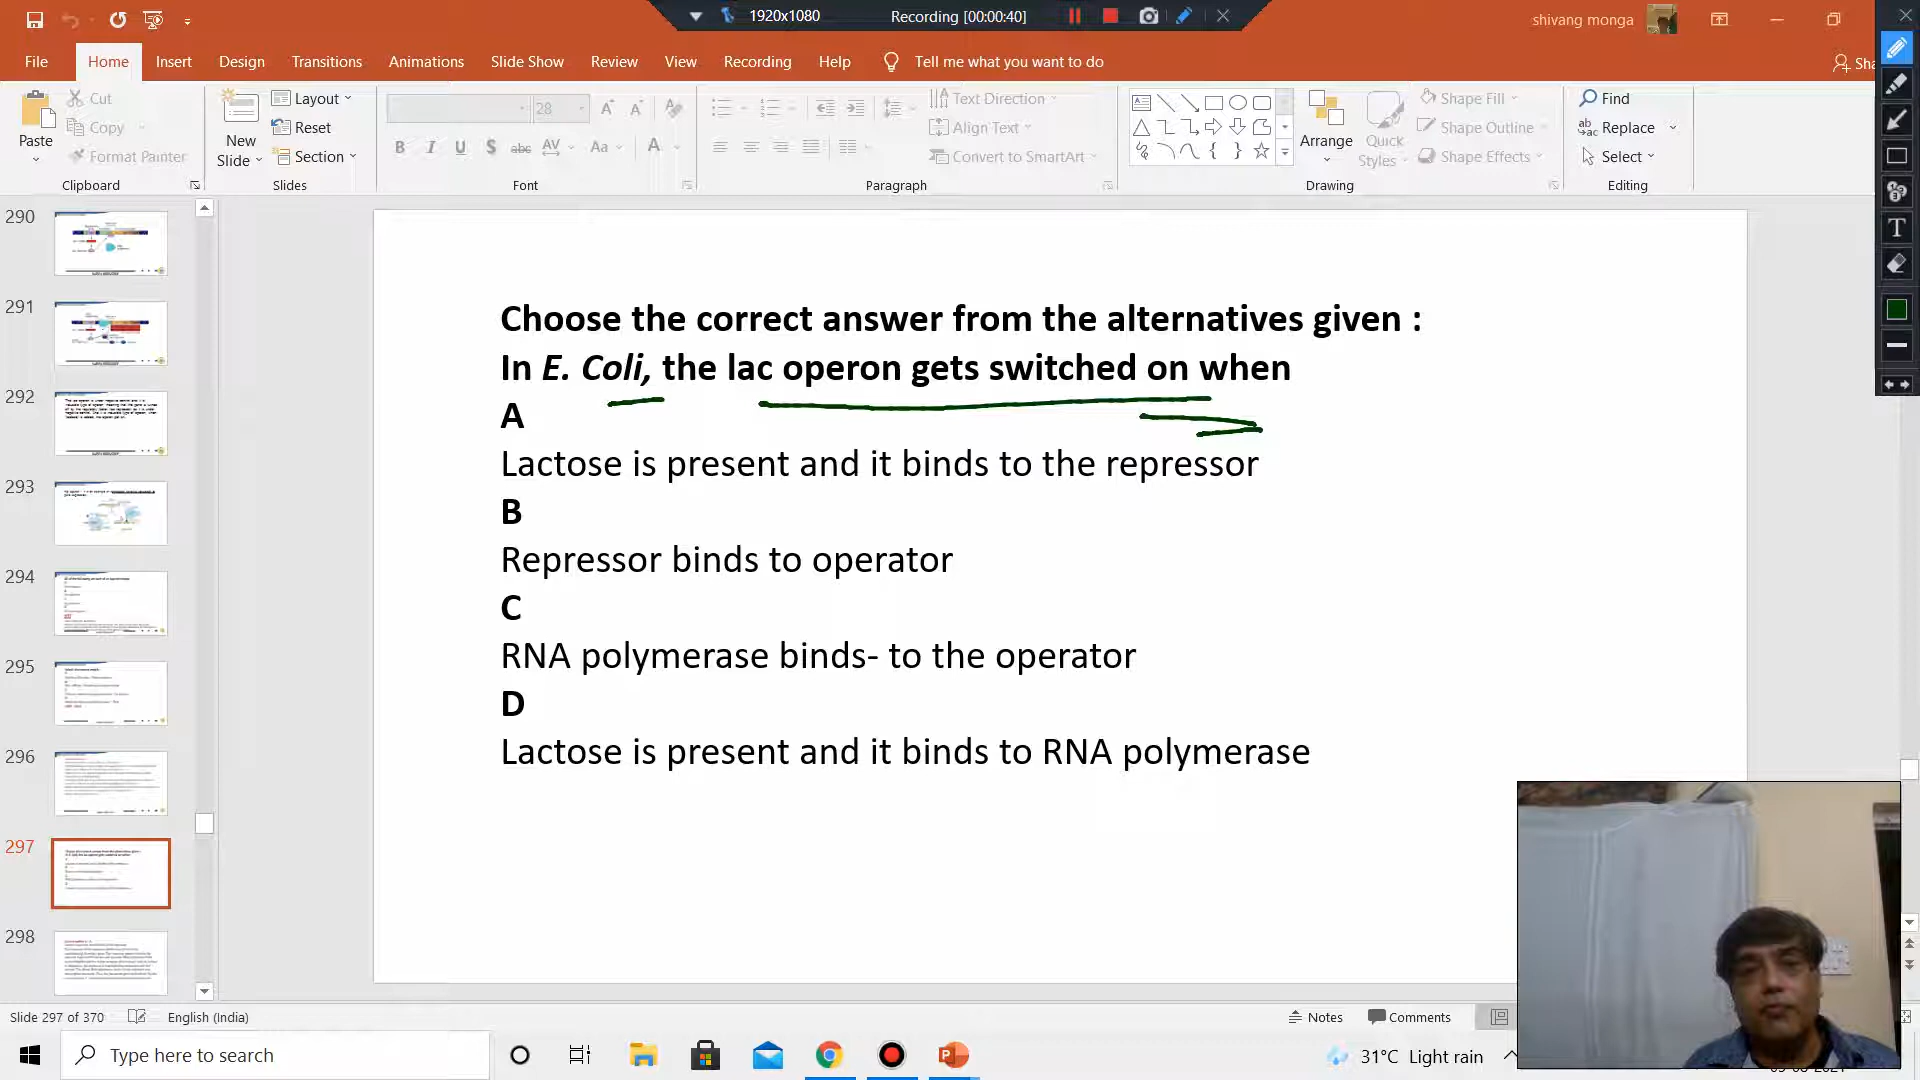 1920x1080
Recording [00:00:40]
shivang monga
File
Home
Insert
Design
Transitions
Animations
Slide Show
Review
View
Recording
Help
Tell me what you want to do
Paste
Cut
Copy
Format Painter
Clipboard
New
Slide
Layout
Reset
Section
Slides
28
Font
Text Direction
Align Text
Convert to SmartArt
Paragraph
Arrange
Quick
Styles
Shape Fill
Shape Outline
Shape Effects
Drawing
Find
Replace
Select
Editing
290
291
292
293
294
295
296
297
298
Choose the correct answer from the alternatives given :
In E. Coli, the lac operon gets switched on when
A
Lactose is present and it binds to the repressor
B
Repressor binds to operator
C
RNA polymerase binds- to the operator
D
Lactose is present and it binds to RNA polymerase
Slide 297 of 370
English (India)
Notes
Comments
Type here to search
31°C Light rain